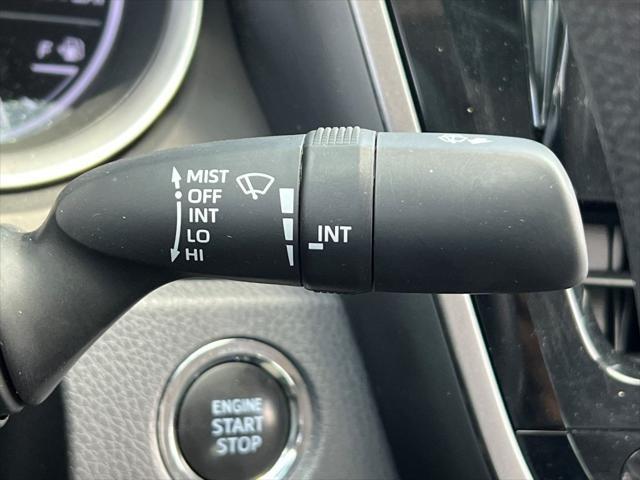 F
MIST
OFF
INT
LO
HI
INT
ENGINE
START
STOP